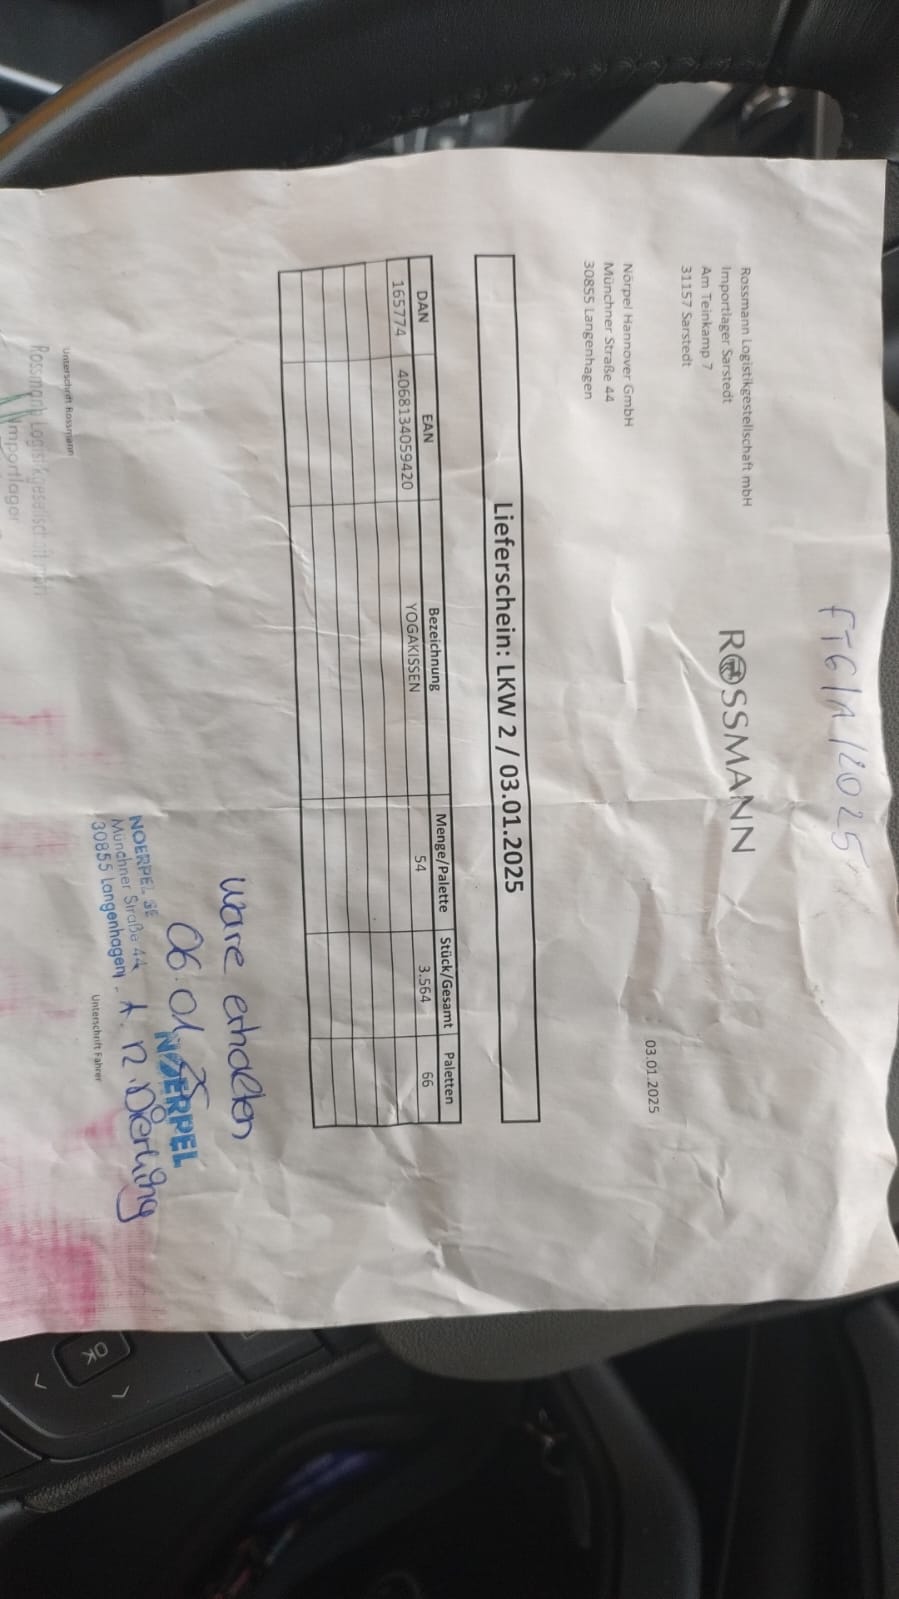 FTG/1/2025
Rossmann Logistikgestellschaft mbH
Importlager Sarstedt
Am Teinkamp 7
31157 Sarstedt
ROSSMANN
03.01.2025
Nörpel Hannover GmbH
Münchner Straße 44
30855 Langenhagen
Lieferschein: LKW 2 / 03.01.2025
DAN EAN Bezeichnung Menge/Palette Stück/Gesamt Paletten
165774 4068134059420 YOGAKISSEN 54 3.564 66
Ware erhalten
06.01.25
NOERPEL
NOERPEL SE
Münchner Straße 44
30855 Langenhagen
Unterschrift Rossmann
Unterschrift Fahrer
Rossmann Logistikgesellschaft mbH
Importlager
OK